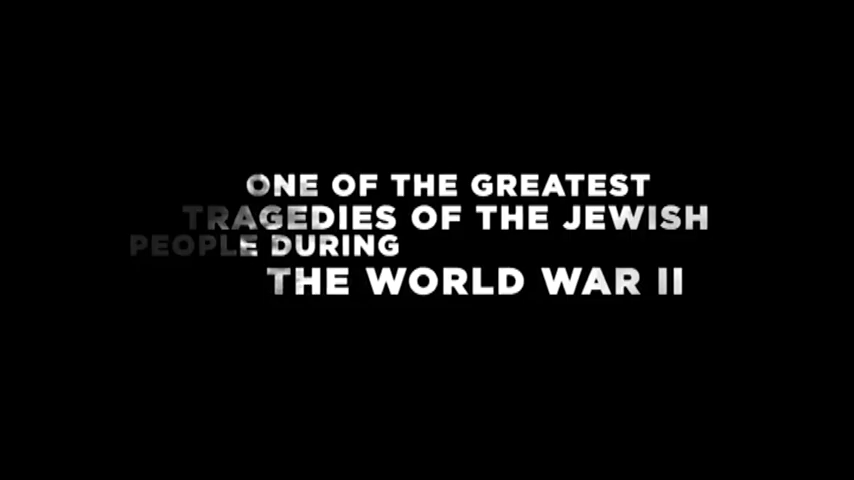 ONE OF THE GREATEST
TRAGEDIES OF THE JEWISH
PEOPLE DURING
THE WORLD WAR II